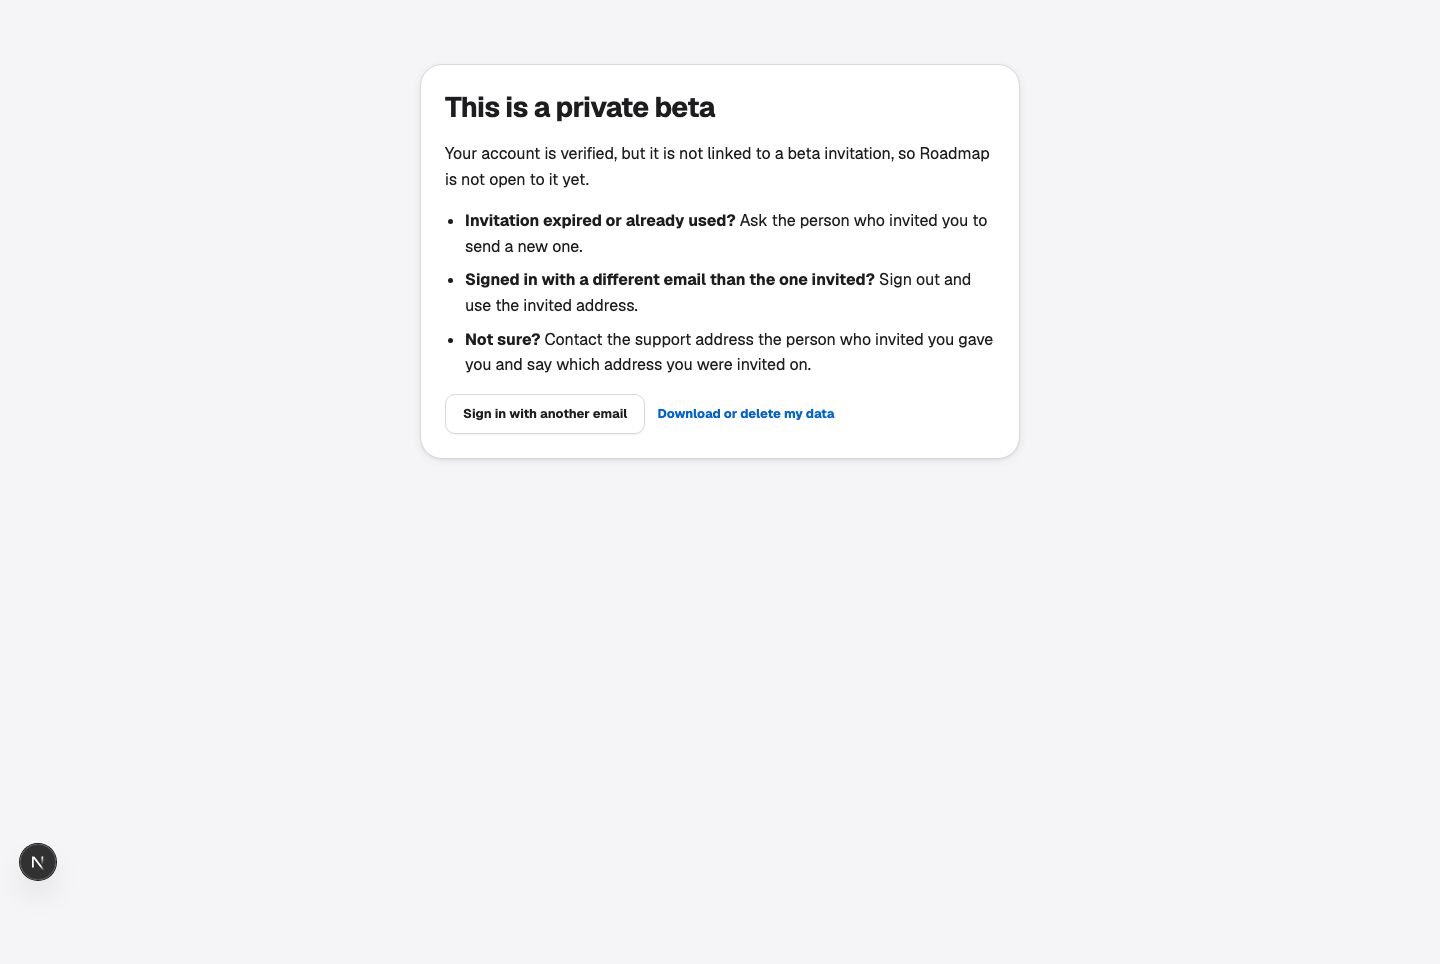 This is a private beta
Your account is verified, but it is not linked to a beta invitation, so Roadmap
is not open to it yet.
• Invitation expired or already used? Ask the person who invited you to
send a new one.
• Signed in with a different email than the one invited? Sign out and
use the invited address.
• Not sure? Contact the support address the person who invited you gave
you and say which address you were invited on.
Sign in with another email
Download or delete my data
N